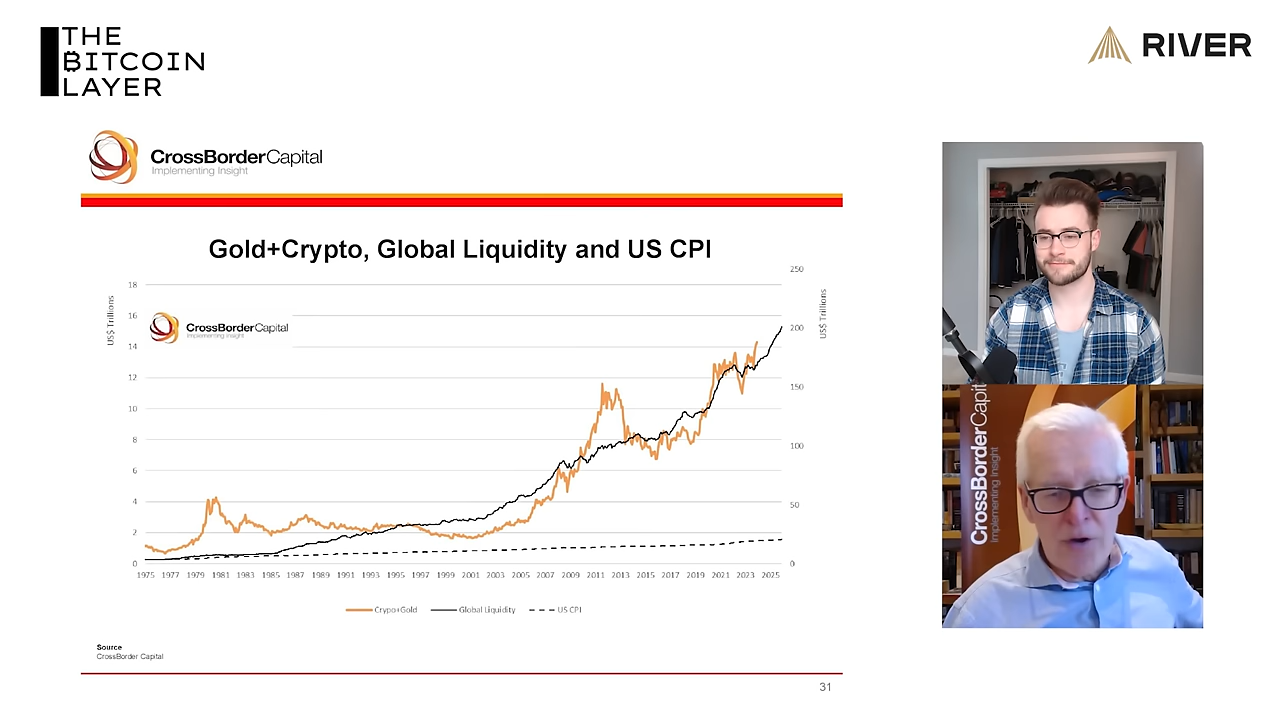 THE
BITCOIN
LAYER
RIVER
CrossBorderCapital
Implementing Insight
Gold+Crypto, Global Liquidity and US CPI
US$ Trillions
US$ Trillions
250
18
16
200
14
12
150
10
8
100
6
4
50
2
0
0
CrossBorderCapital
Implementing Insight
1975 1977 1979 1981 1983 1985 1987 1989 1991 1993 1995 1997 1999 2001 2003 2005 2007 2009 2011 2013 2015 2017 2019 2021 2023 2025
Crypo+Gold Global Liquidity US CPI
Source
CrossBorder Capital
31
CrossBorderCapit
Implementing Insight